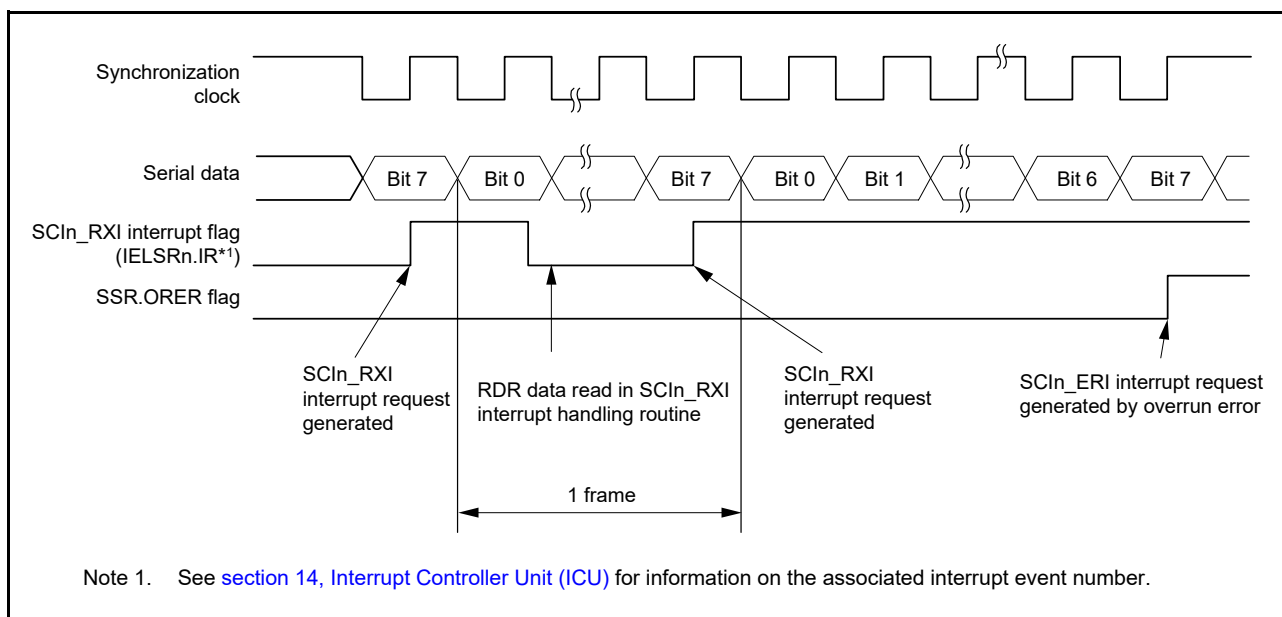 Synchronization
clock
Serial data
Bit 7
Bit 0
Bit 7
Bit 0
Bit 1
Bit 6
Bit 7
SCIn_RXI interrupt flag
(IELSRn.IR*1)
SSR.ORER flag
SCIn_RXI
interrupt request
generated
RDR data read in SCIn_RXI
interrupt handling routine
SCIn_RXI
interrupt request
generated
SCIn_ERI interrupt request
generated by overrun error
1 frame
Note 1. See section 14, Interrupt Controller Unit (ICU) for information on the associated interrupt event number.